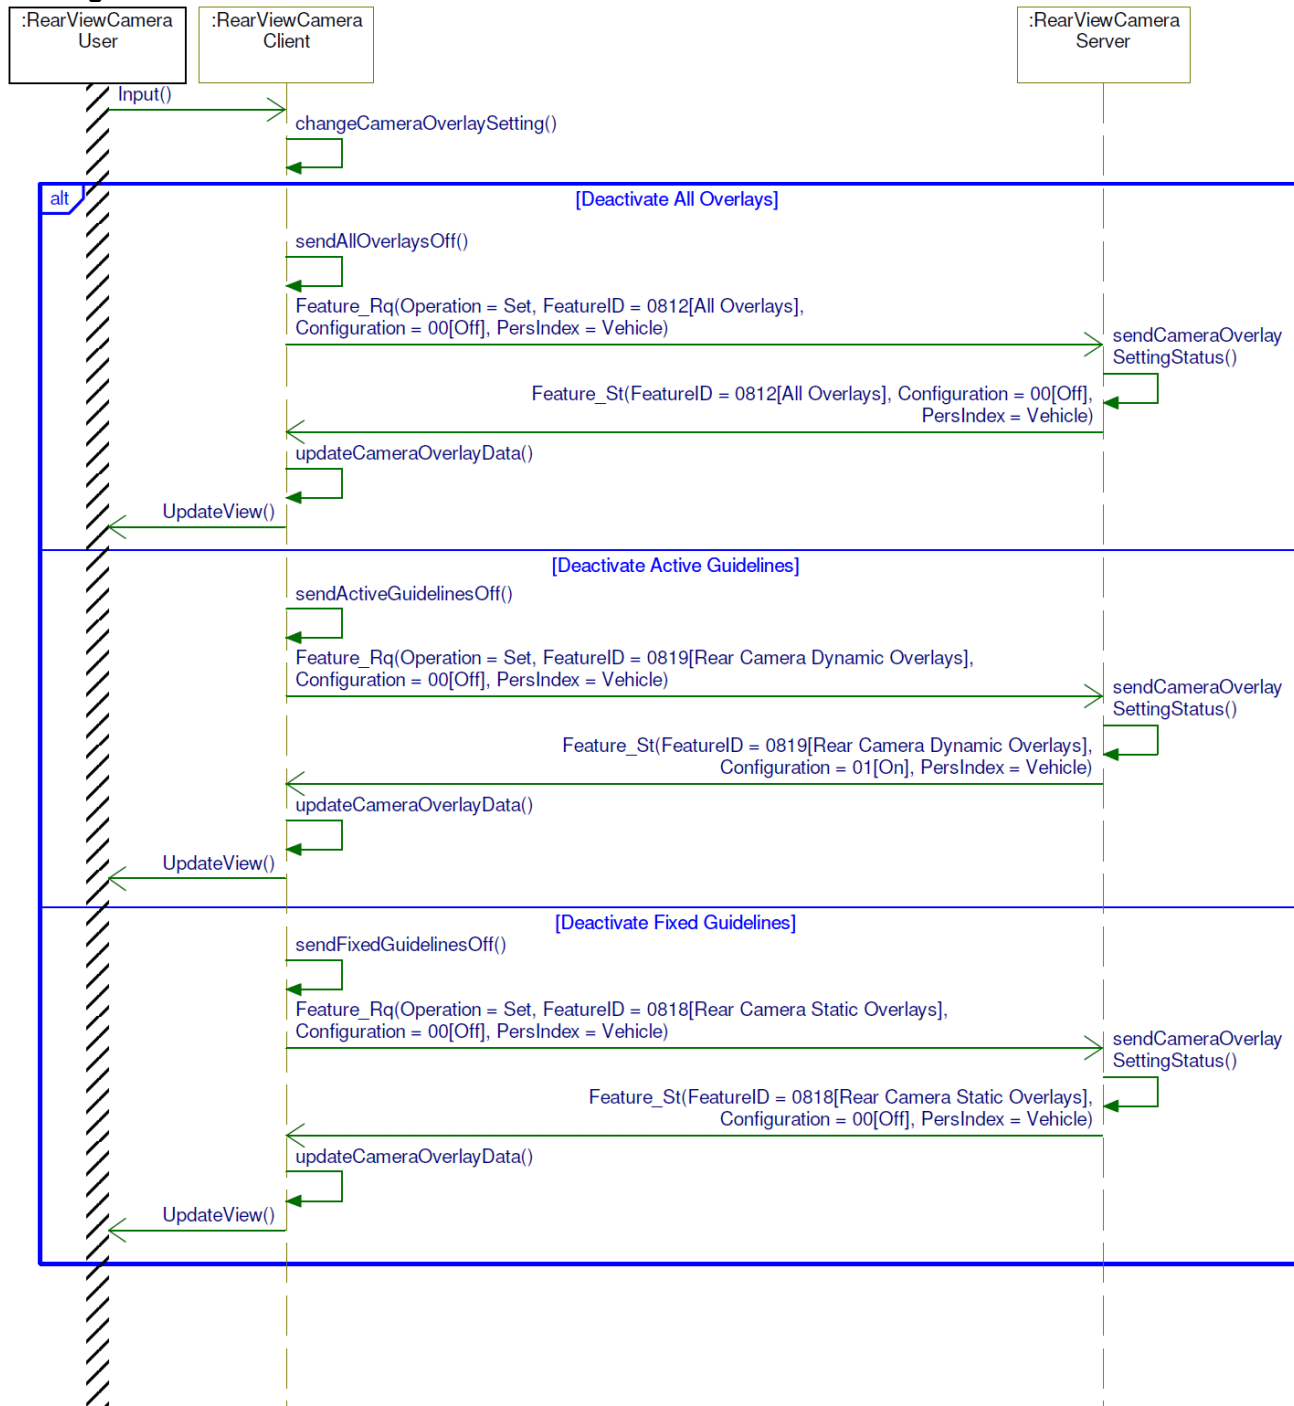 :RearViewCamera
User
:RearViewCamera
Client
:RearViewCamera
Server
Input()
changeCameraOverlaySetting()
alt
[Deactivate All Overlays]
sendAllOverlaysOff()
Feature_Rq(Operation = Set, FeatureID = 0812[All Overlays],
Configuration = 00[Off], PersIndex = Vehicle)
sendCameraOverlay
SettingStatus()
Feature_St(FeatureID = 0812[All Overlays], Configuration = 00[Off],
PersIndex = Vehicle)
updateCameraOverlayData()
UpdateView()
[Deactivate Active Guidelines]
sendActiveGuidelinesOff()
Feature_Rq(Operation = Set, FeatureID = 0819[Rear Camera Dynamic Overlays],
Configuration = 00[Off], PersIndex = Vehicle)
sendCameraOverlay
SettingStatus()
Feature_St(FeatureID = 0819[Rear Camera Dynamic Overlays],
Configuration = 01[On], PersIndex = Vehicle)
updateCameraOverlayData()
UpdateView()
[Deactivate Fixed Guidelines]
sendFixedGuidelinesOff()
Feature_Rq(Operation = Set, FeatureID = 0818[Rear Camera Static Overlays],
Configuration = 00[Off], PersIndex = Vehicle)
sendCameraOverlay
SettingStatus()
Feature_St(FeatureID = 0818[Rear Camera Static Overlays],
Configuration = 00[Off], PersIndex = Vehicle)
updateCameraOverlayData()
UpdateView()